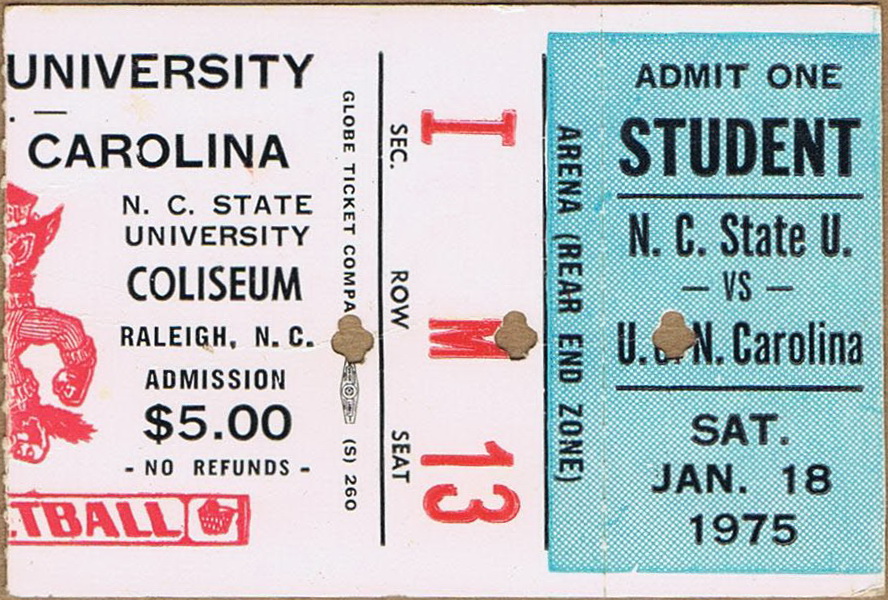 UNIVERSITY
. —
CAROLINA
N. C. STATE
UNIVERSITY
COLISEUM
RALEIGH, N. C.
ADMISSION
$5.00
- NO REFUNDS -
TBALL
GLOBE TICKET COMPA
(S) 260
SEC. I
ROW M
SEAT 13
ARENA (REAR END ZONE)
ADMIT ONE
STUDENT
N. C. State U.
— VS —
U. N. Carolina
SAT.
JAN. 18
1975